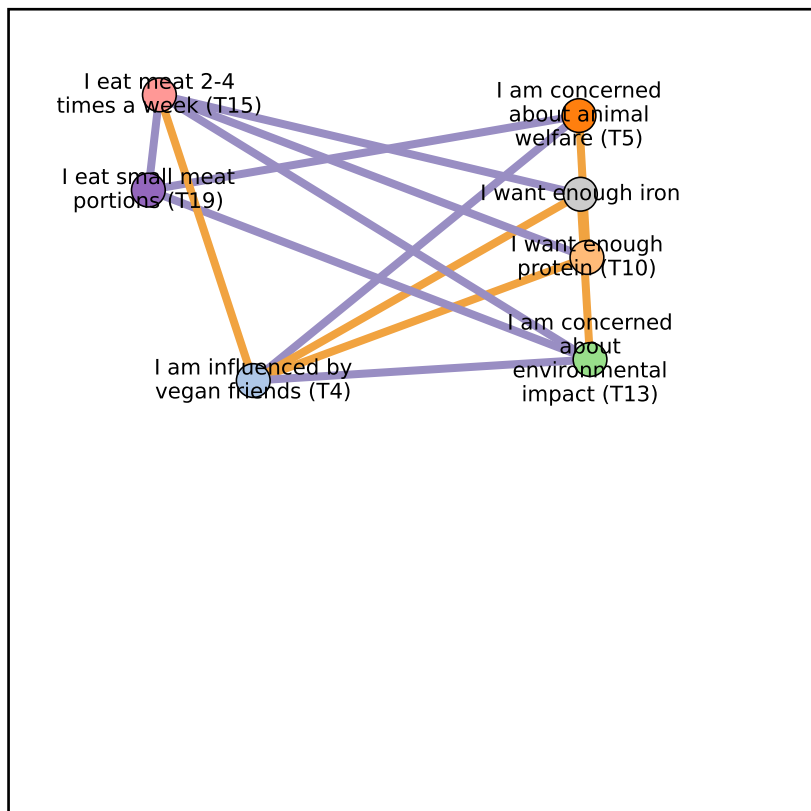 I eat meat 2-4
times a week (T15)
I am concerned
about animal
welfare (T5)
I eat small meat
portions (T19)
I want enough iron
I want enough
protein (T10)
I am concerned
about
environmental
impact (T13)
I am influenced by
vegan friends (T4)